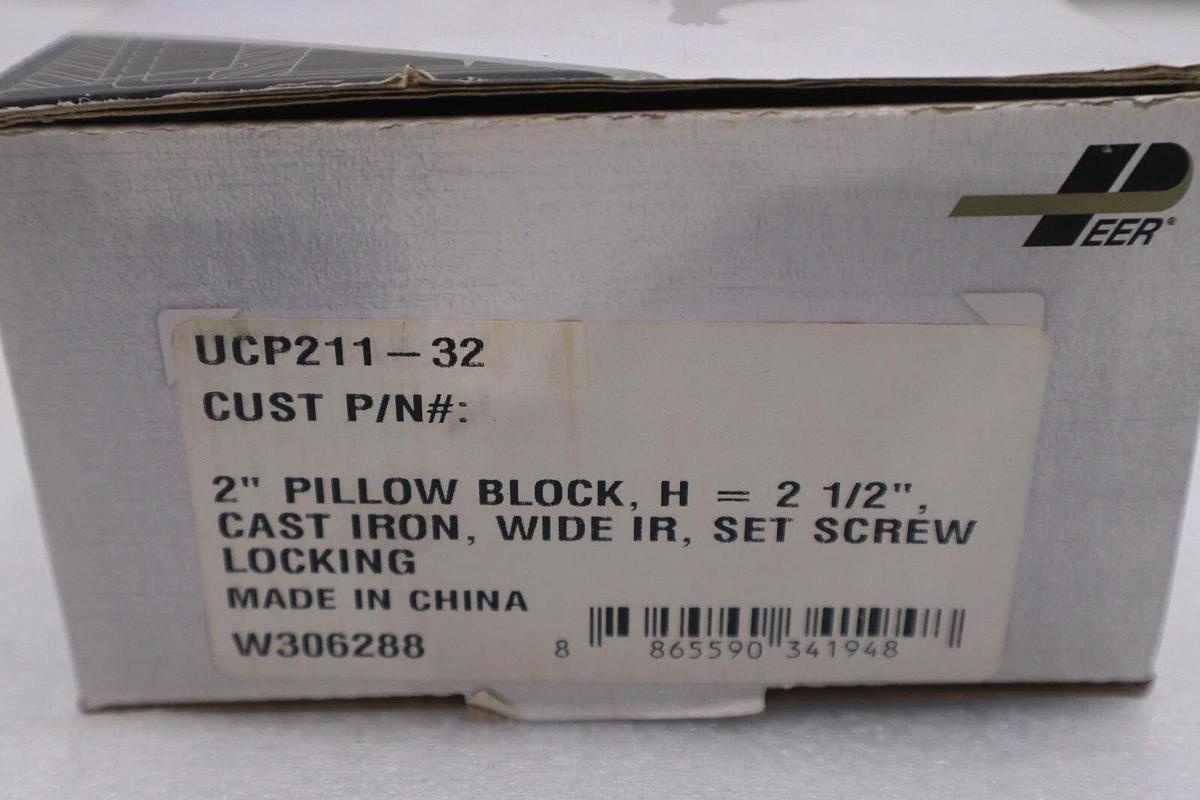 PEER®
UCP211-32
CUST P/N#:
2" PILLOW BLOCK, H = 2 1/2",
CAST IRON, WIDE IR, SET SCREW
LOCKING
MADE IN CHINA
W306288
8 865590 341948